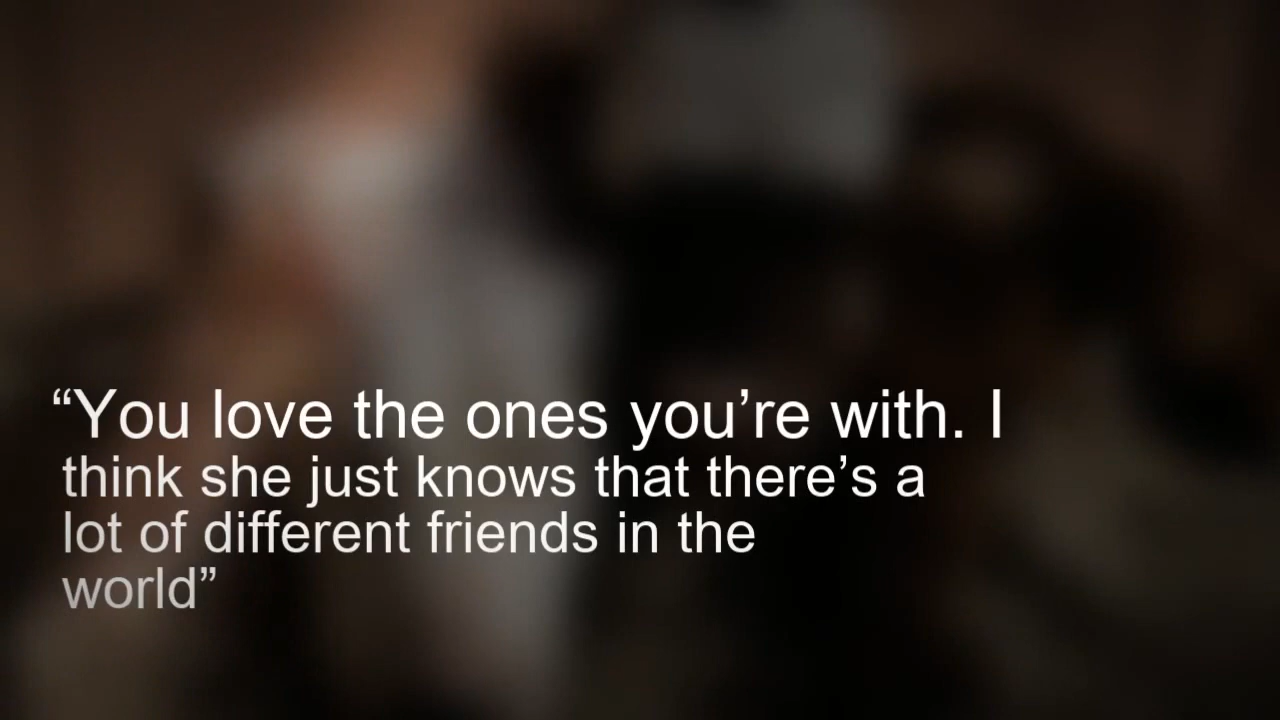 “You love the ones you’re with. I
think she just knows that there’s a
lot of different friends in the
world”